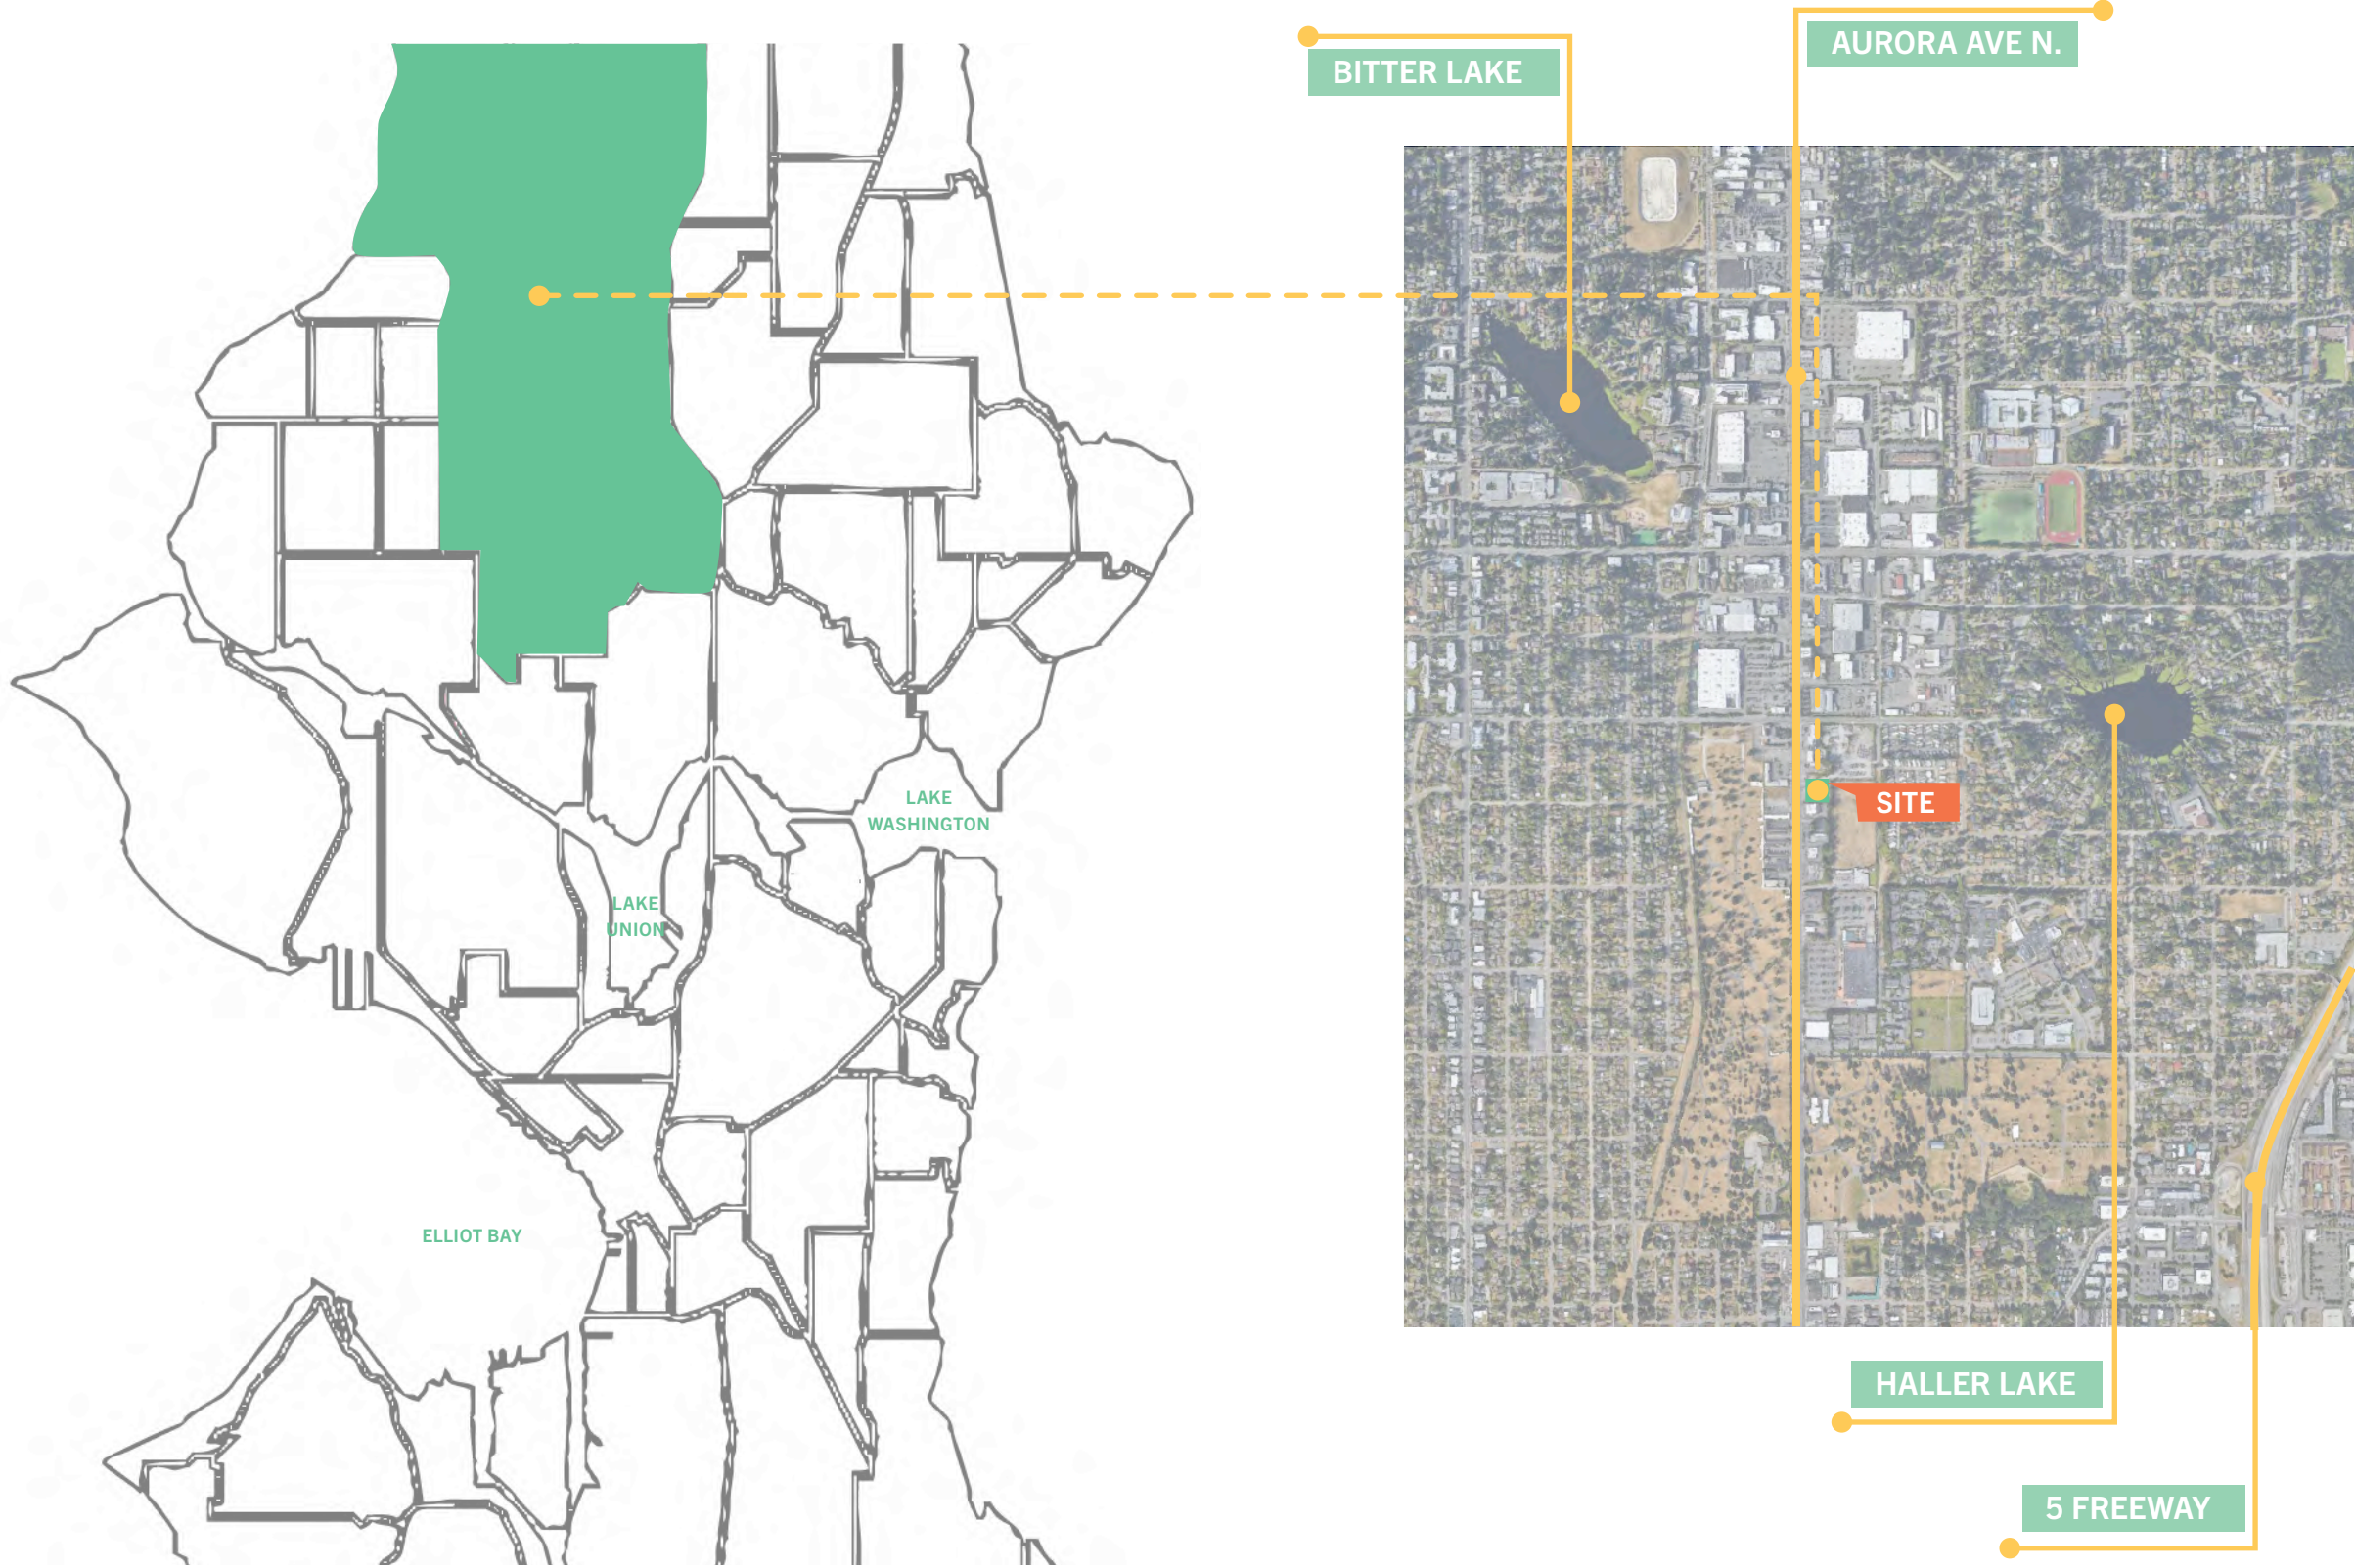 AURORA AVE N.
BITTER LAKE
LAKE
WASHINGTON
SITE
LAKE
UNION
ELLIOT BAY
HALLER LAKE
5 FREEWAY